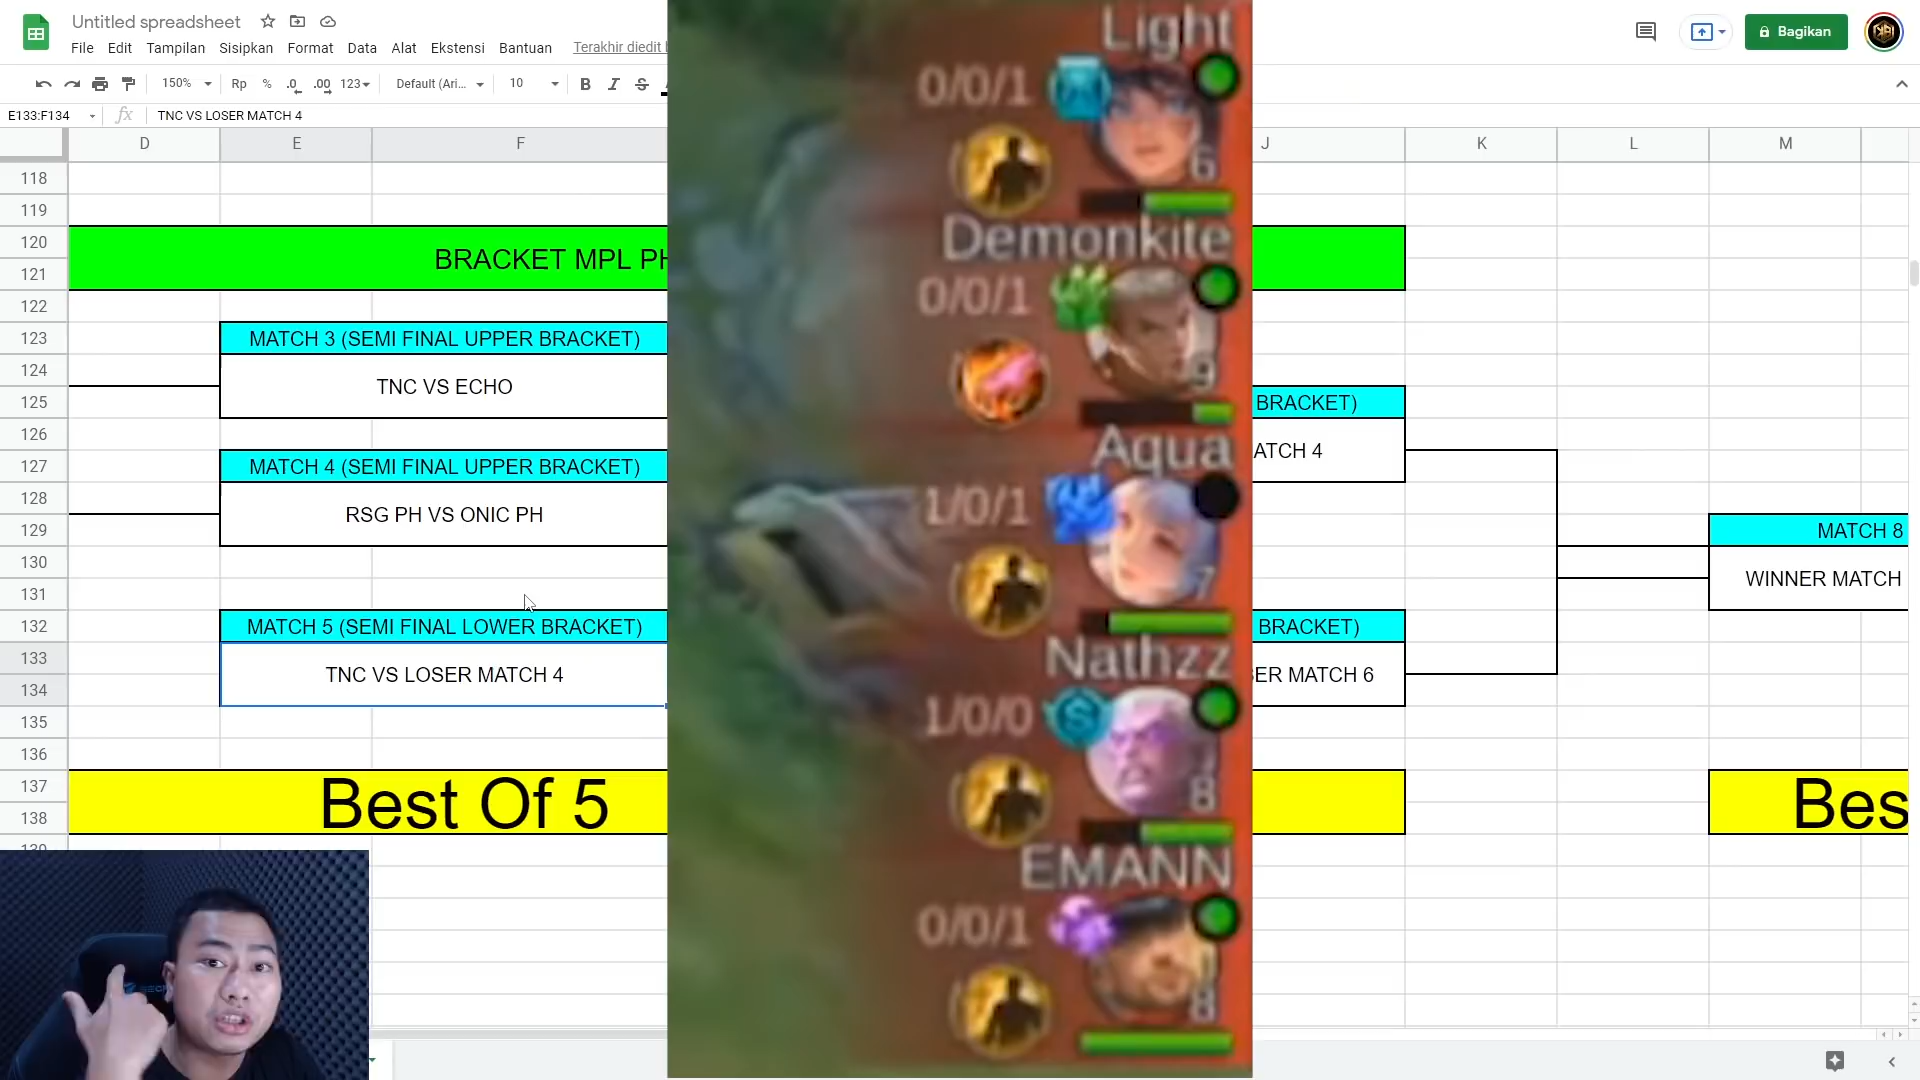 Untitled spreadsheet
File Edit Tampilan Sisipkan Format Data Alat Ekstensi Bantuan Terakhir diedit
Bagikan
150% Rp % .0 .00 123 Default (Ari... 10 B I S
E133:F134 fx TNC VS LOSER MATCH 4
D E F J K L M
118
119
120
121
122
123
124
125
126
127
128
129
130
131
132
133
134
135
136
137
138
139
BRACKET MPL PH
MATCH 3 (SEMI FINAL UPPER BRACKET)
TNC VS ECHO
MATCH 4 (SEMI FINAL UPPER BRACKET)
RSG PH VS ONIC PH
MATCH 5 (SEMI FINAL LOWER BRACKET)
TNC VS LOSER MATCH 4
Best Of 5
Light
0/0/1
6
Demonkite
0/0/1
9
Aqua
1/0/1
7
Nathzz
1/0/0
8
EMANN
0/0/1
8
BRACKET)
ATCH 4
BRACKET)
ER MATCH 6
MATCH 8
WINNER MATCH
Bes